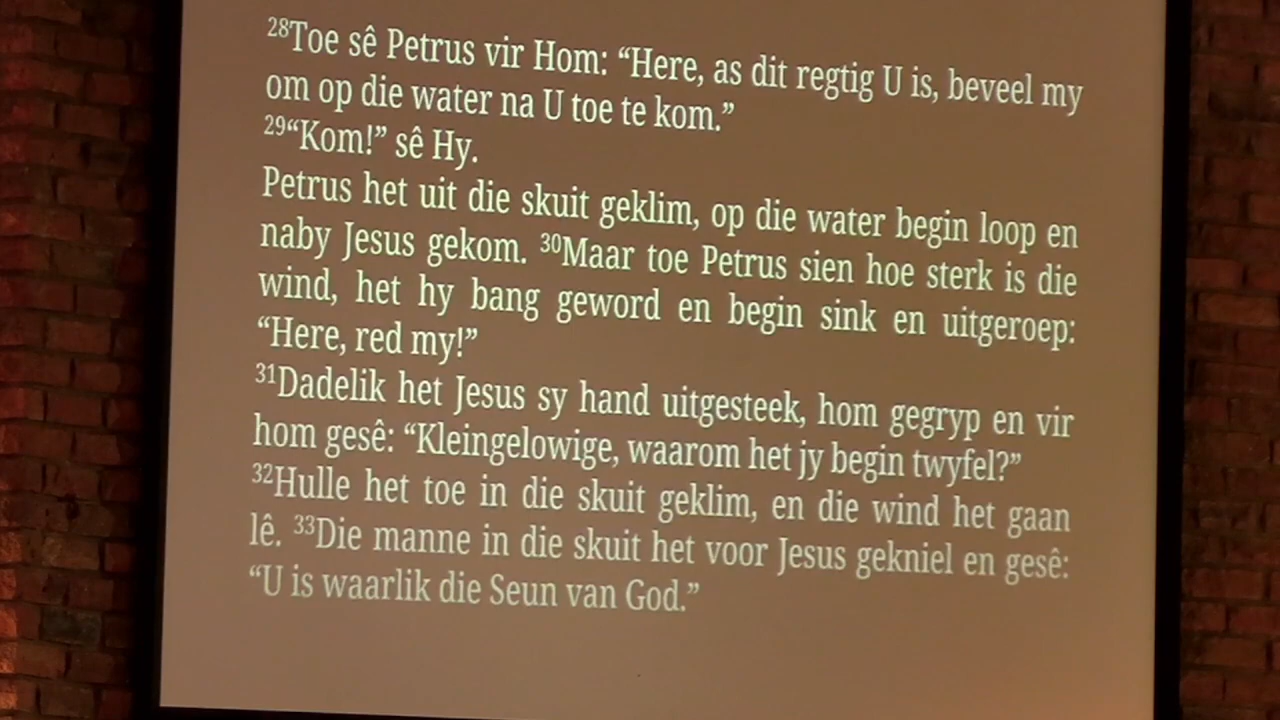 ²⁸Toe sê Petrus vir Hom: “Here, as dit regtig U is, beveel my
om op die water na U toe te kom.”
²⁹“Kom!” sê Hy.
Petrus het uit die skuit geklim, op die water begin loop en
naby Jesus gekom. ³⁰Maar toe Petrus sien hoe sterk is die
wind, het hy bang geword en begin sink en uitgeroep:
“Here, red my!”
³¹Dadelik het Jesus sy hand uitgesteek, hom gegryp en vir
hom gesê: “Kleingelowige, waarom het jy begin twyfel?”
³²Hulle het toe in die skuit geklim, en die wind het gaan
lê. ³³Die manne in die skuit het voor Jesus gekniel en gesê:
“U is waarlik die Seun van God.”